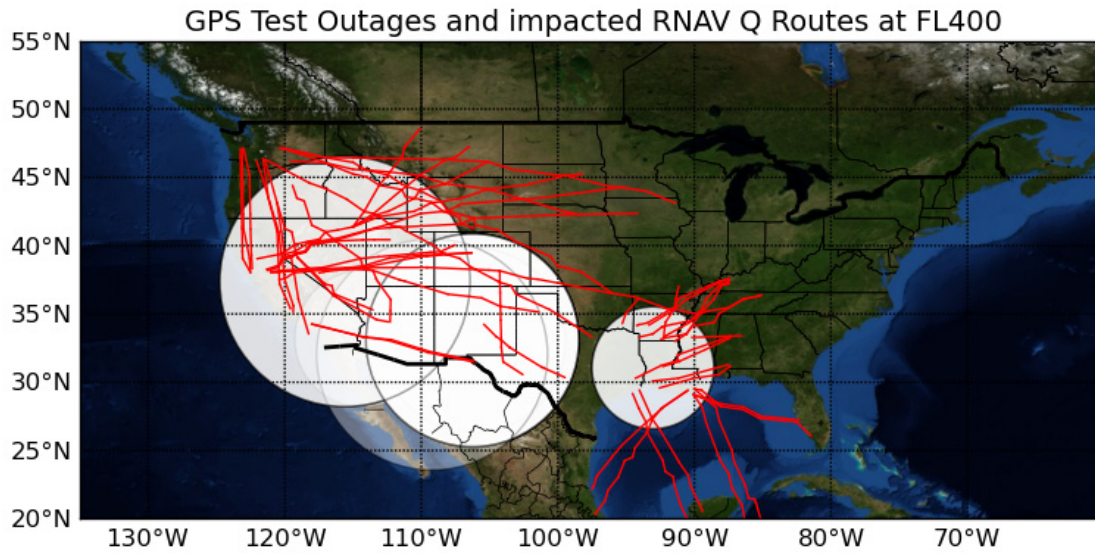 GPS Test Outages and impacted RNAV Q Routes at FL400
55°N
50°N
45°N
40°N
35°N
30°N
25°N
20°N
130°W 120°W 110°W 100°W 90°W 80°W 70°W